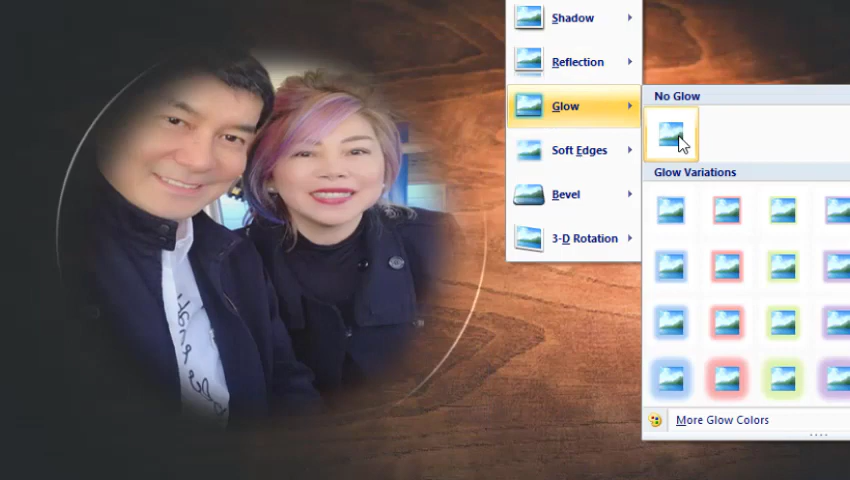 Shadow
Reflection
Glow
Soft Edges
Bevel
3-D Rotation
No Glow
Glow Variations
More Glow Colors